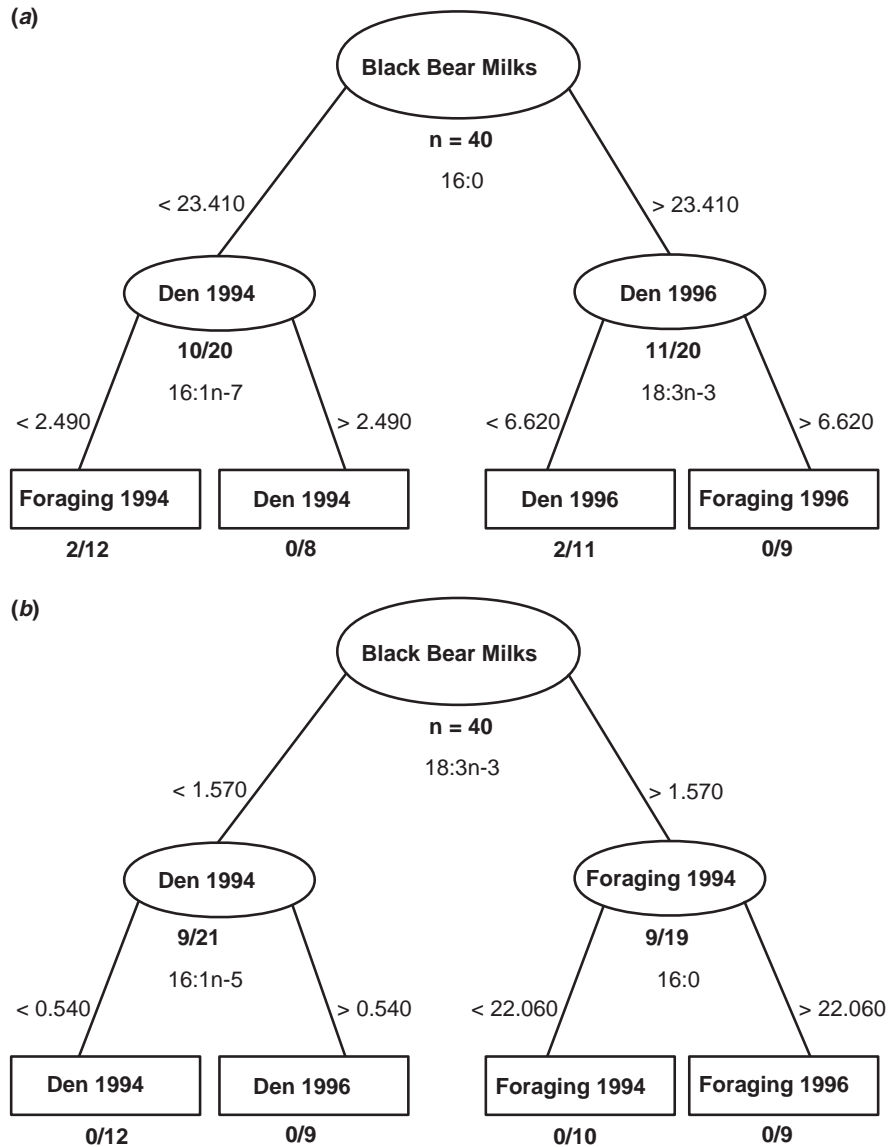 (a)
Black Bear Milks
n = 40
16:0
< 23.410
> 23.410
Den 1994
Den 1996
10/20
11/20
16:1n-7
18:3n-3
< 2.490
> 2.490
< 6.620
> 6.620
Foraging 1994
Den 1994
Den 1996
Foraging 1996
2/12
0/8
2/11
0/9
(b)
Black Bear Milks
n = 40
18:3n-3
< 1.570
> 1.570
Den 1994
Foraging 1994
9/21
9/19
16:1n-5
16:0
< 0.540
> 0.540
< 22.060
> 22.060
Den 1994
Den 1996
Foraging 1994
Foraging 1996
0/12
0/9
0/10
0/9